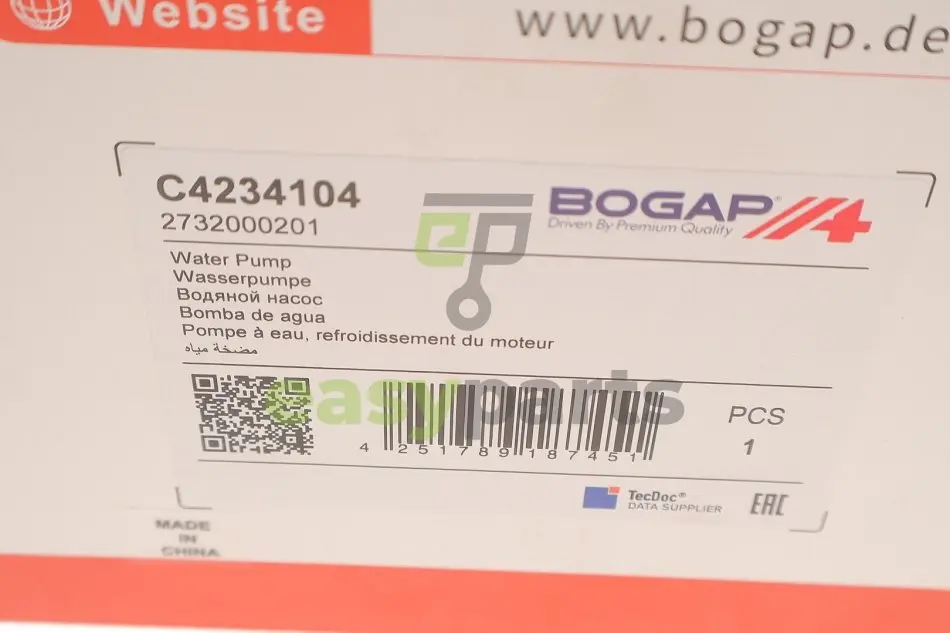 Website
www.bogap.de
C4234104
2732000201
BOGAP
Driven By Premium Quality
Water Pump
Wasserpumpe
Водяной насос
Bomba de agua
Pompe à eau, refroidissement du moteur
مضخة مياه
easyparts
4 251789 187451
PCS
1
TecDoc®
DATA SUPPLIER
EAC
MADE
IN
CHINA